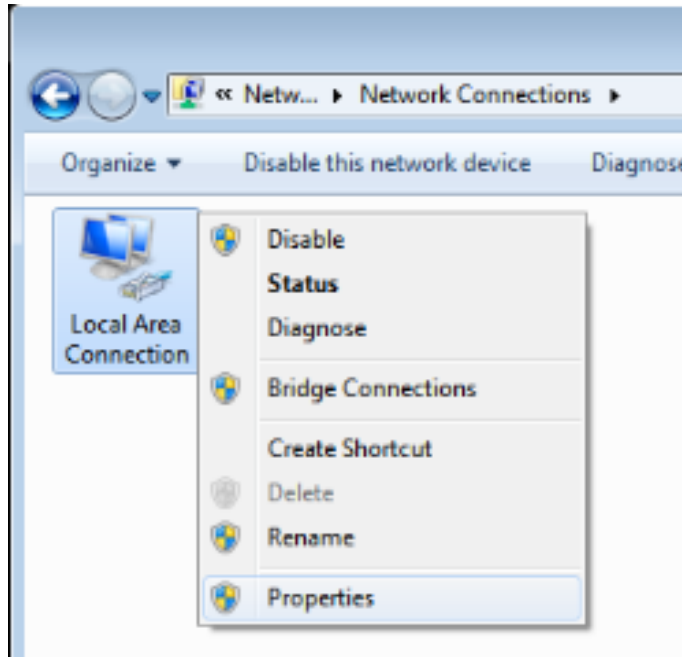 « Netw... ▸ Network Connections ▸
Organize ▾ Disable this network device Diagnose
Local Area
Connection
Disable
Status
Diagnose
Bridge Connections
Create Shortcut
Delete
Rename
Properties